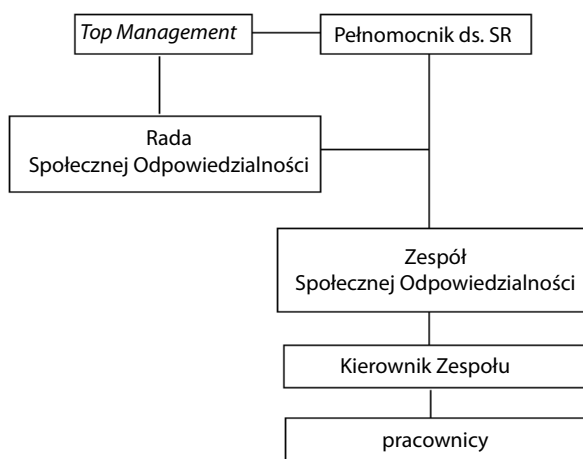 Top Management
Pełnomocnik ds. SR
Rada
Społecznej Odpowiedzialności
Zespół
Społecznej Odpowiedzialności
Kierownik Zespołu
pracownicy